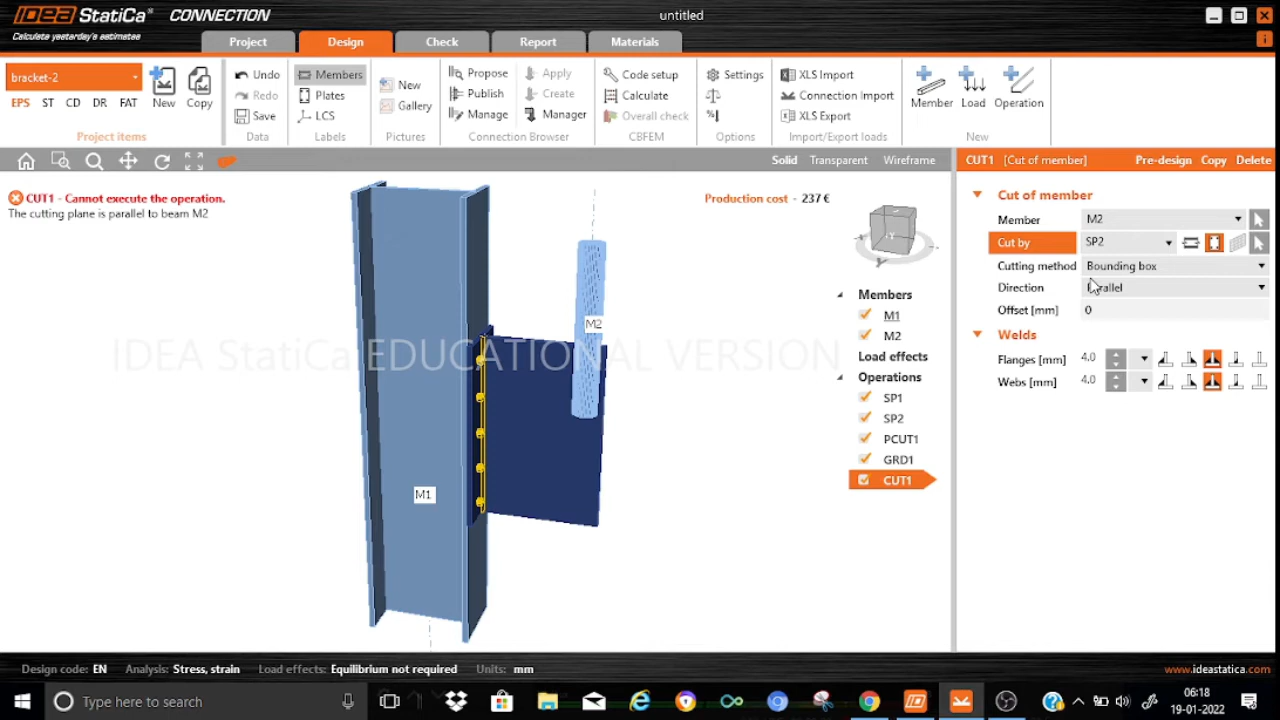 IDEA StatiCa® CONNECTION
Calculate yesterday's estimates
untitled
Project Design Check Report Materials
bracket-2
EPS ST CD DR FAT
New Copy
Project items
Undo
Redo
Save
Data
Members
Plates
LCS
Labels
New
Gallery
Pictures
Propose
Publish
Manage
Apply
Create
Manager
Connection Browser
Code setup
Calculate
Overall check
CBFEM
Settings
Options
XLS Import
Connection Import
XLS Export
Import/Export loads
Member Load Operation
New
Solid Transparent Wireframe
CUT1 - Cannot execute the operation.
The cutting plane is parallel to beam M2
Production cost - 237 €
M1
M2
IDEA StatiCa EDUCATIONAL VERSION
Members
M1
M2
Load effects
Operations
SP1
SP2
PCUT1
GRD1
CUT1
CUT1 [Cut of member] Pre-design Copy Delete
Cut of member
Member M2
Cut by SP2
Cutting method Bounding box
Direction Parallel
Offset [mm] 0
Welds
Flanges [mm] 4.0
Webs [mm] 4.0
Design code: EN Analysis: Stress, strain Load effects: Equilibrium not required Units: mm
www.ideastatica.com
Type here to search
06:18
19-01-2022